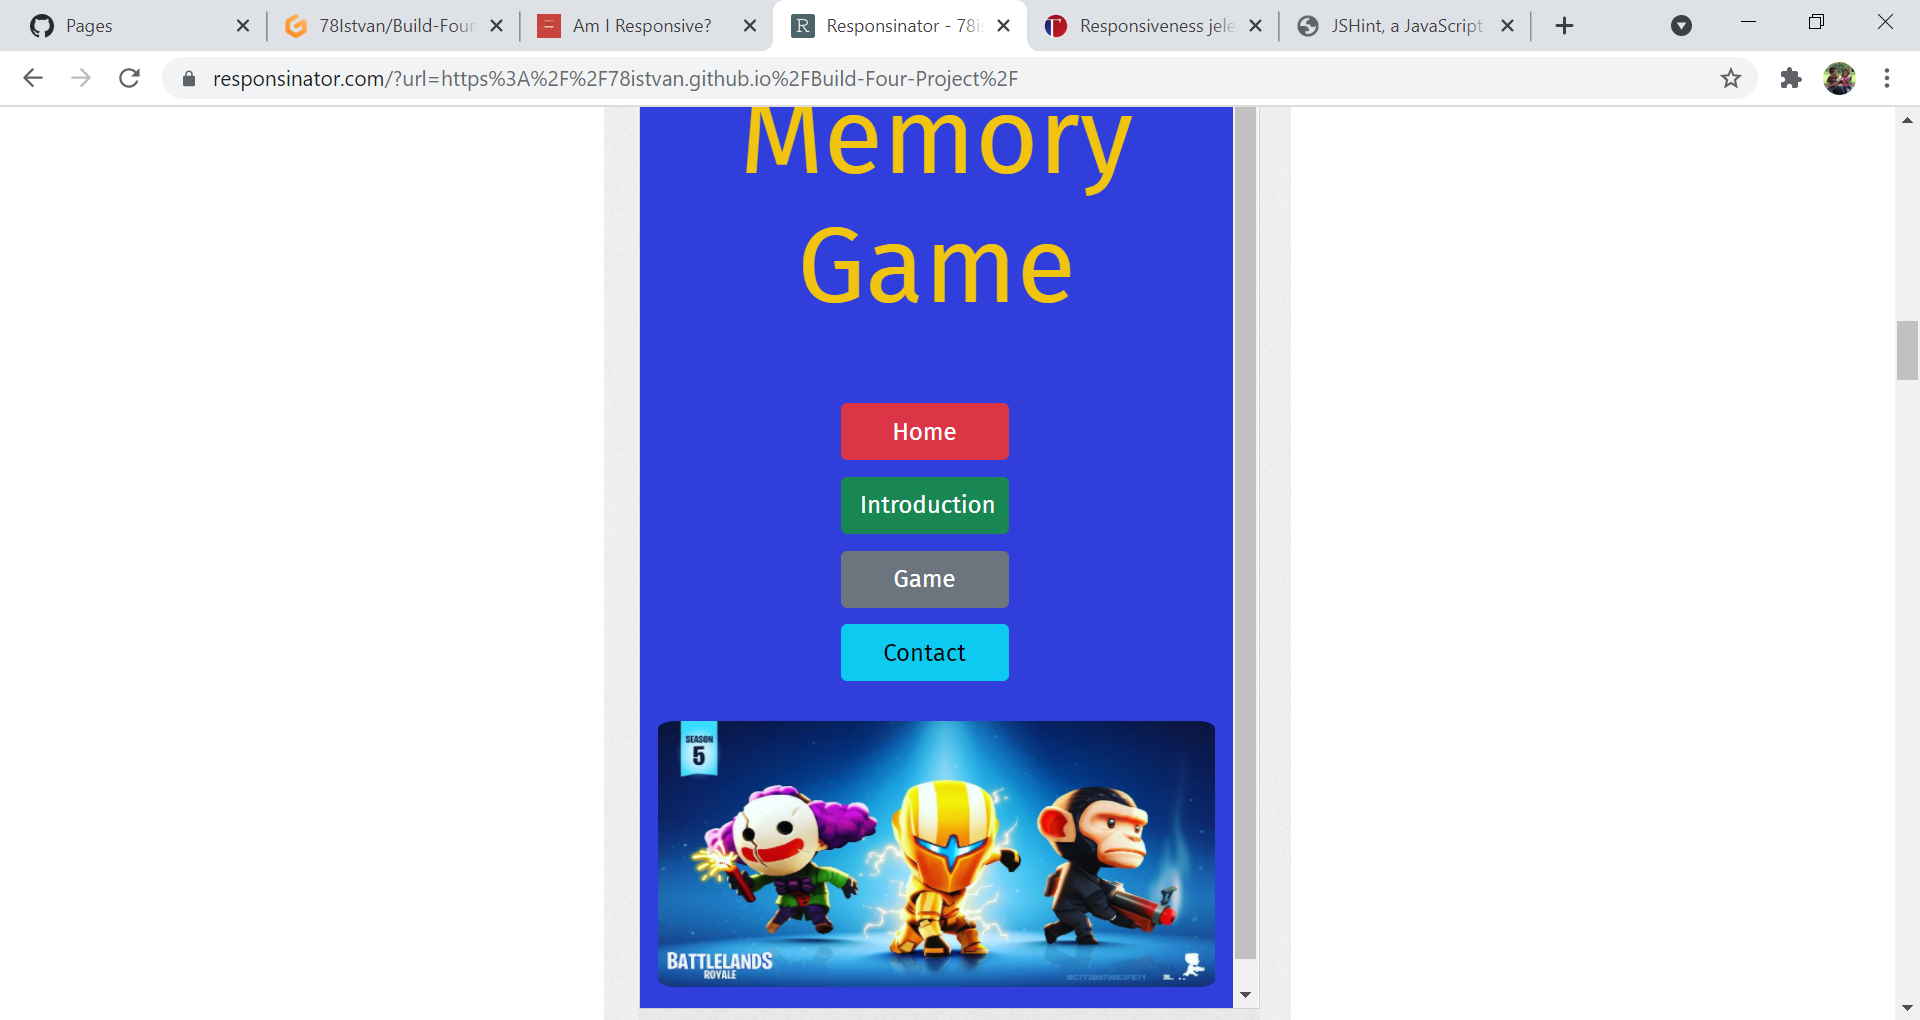 Pages
78Istvan/Build-Four
Am I Responsive?
Responsinator - 78is
Responsiveness jele
JSHint, a JavaScript
responsinator.com/?url=https%3A%2F%2F78istvan.github.io%2FBuild-Four-Project%2F
Memory
Game
Home
Introduction
Game
Contact
SEASON
5
BATTLELANDS
ROYALE